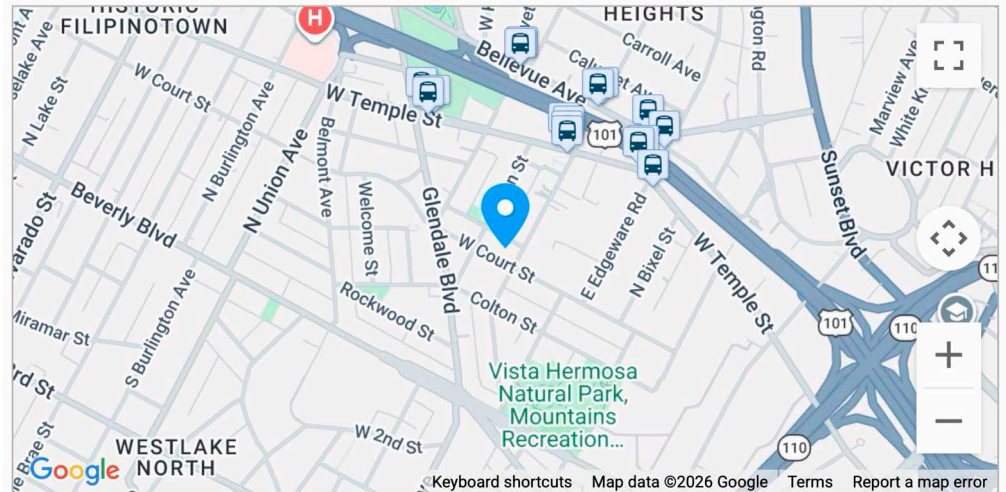 HISTORIC
FILIPINOTOWN
HEIGHTS
Bellevue Ave
Carroll Ave
W Court St
N Lake St
W Temple St
N Burlington Ave
N Union Ave
Belmont Ave
101
Marview Ave
VICTOR H
Sunset Blvd
Beverly Blvd
Welcome St
Glendale Blvd
W Court St
E Edgeware Rd
N Bixel St
W Temple St
Rockwood St
Colton St
S Burlington Ave
101
110
Vista Hermosa
Natural Park,
Mountains
Recreation...
W 2nd St
110
WESTLAKE
NORTH
Google
Keyboard shortcuts
Map data ©2026 Google
Terms
Report a map error
H